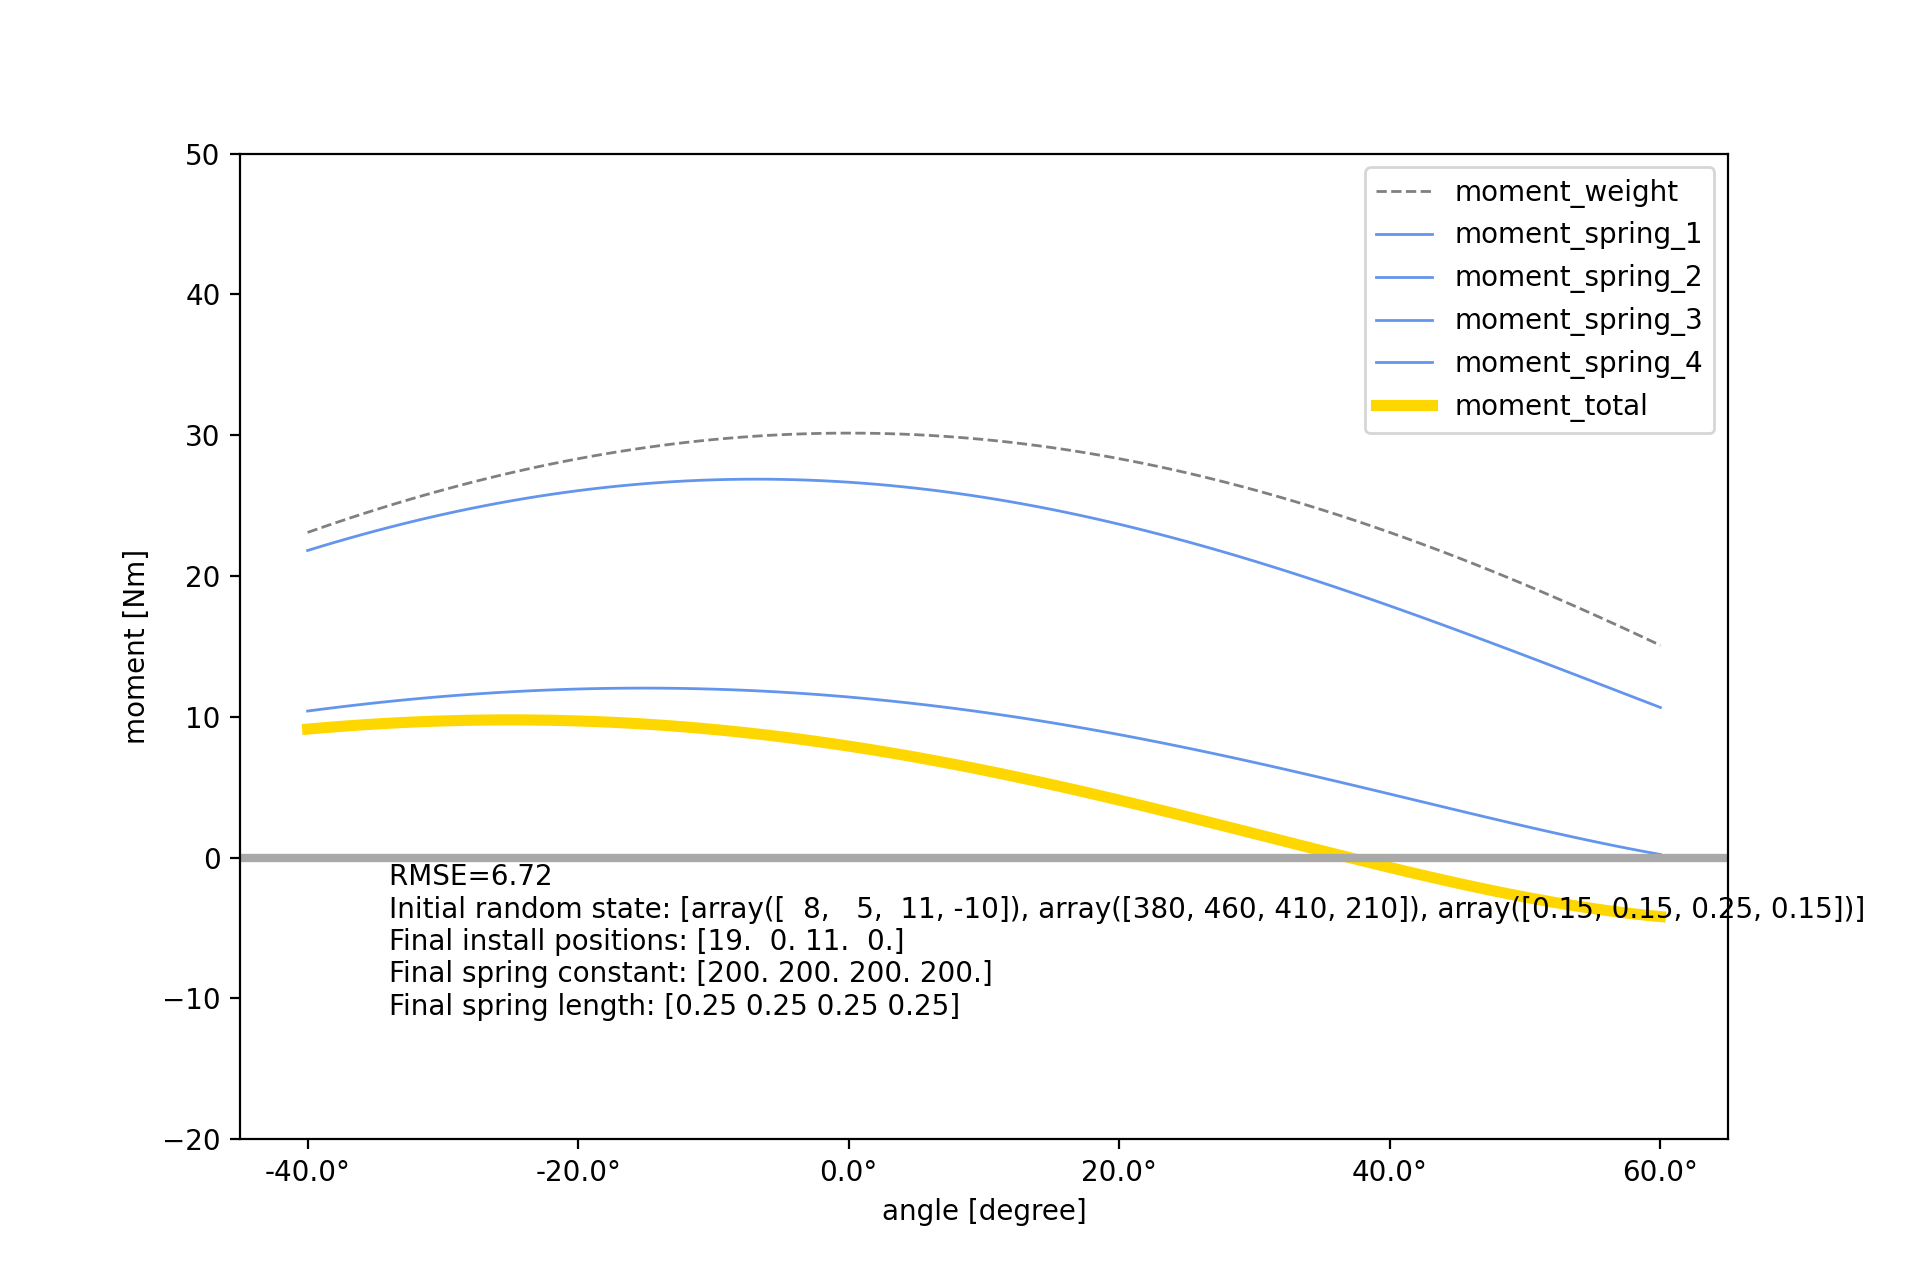 50
40
30
20
10
0
−10
−20
moment [Nm]
moment_weight
moment_spring_1
moment_spring_2
moment_spring_3
moment_spring_4
moment_total
RMSE=6.72
Initial random state: [array([  8,   5,  11, -10]), array([380, 460, 410, 210]), array([0.15, 0.15, 0.25, 0.15])]
Final install positions: [19.  0. 11.  0.]
Final spring constant: [200. 200. 200. 200.]
Final spring length: [0.25 0.25 0.25 0.25]
-40.0° -20.0° 0.0° 20.0° 40.0° 60.0°
angle [degree]